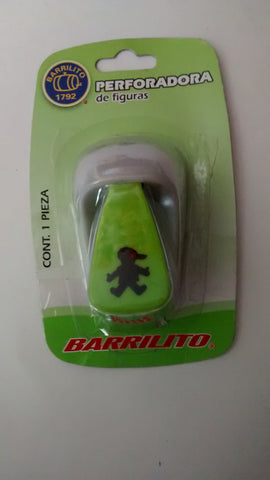 BARRILITO
1792
PERFORADORA
de figuras
CONT. 1 PIEZA
BARRILITO®